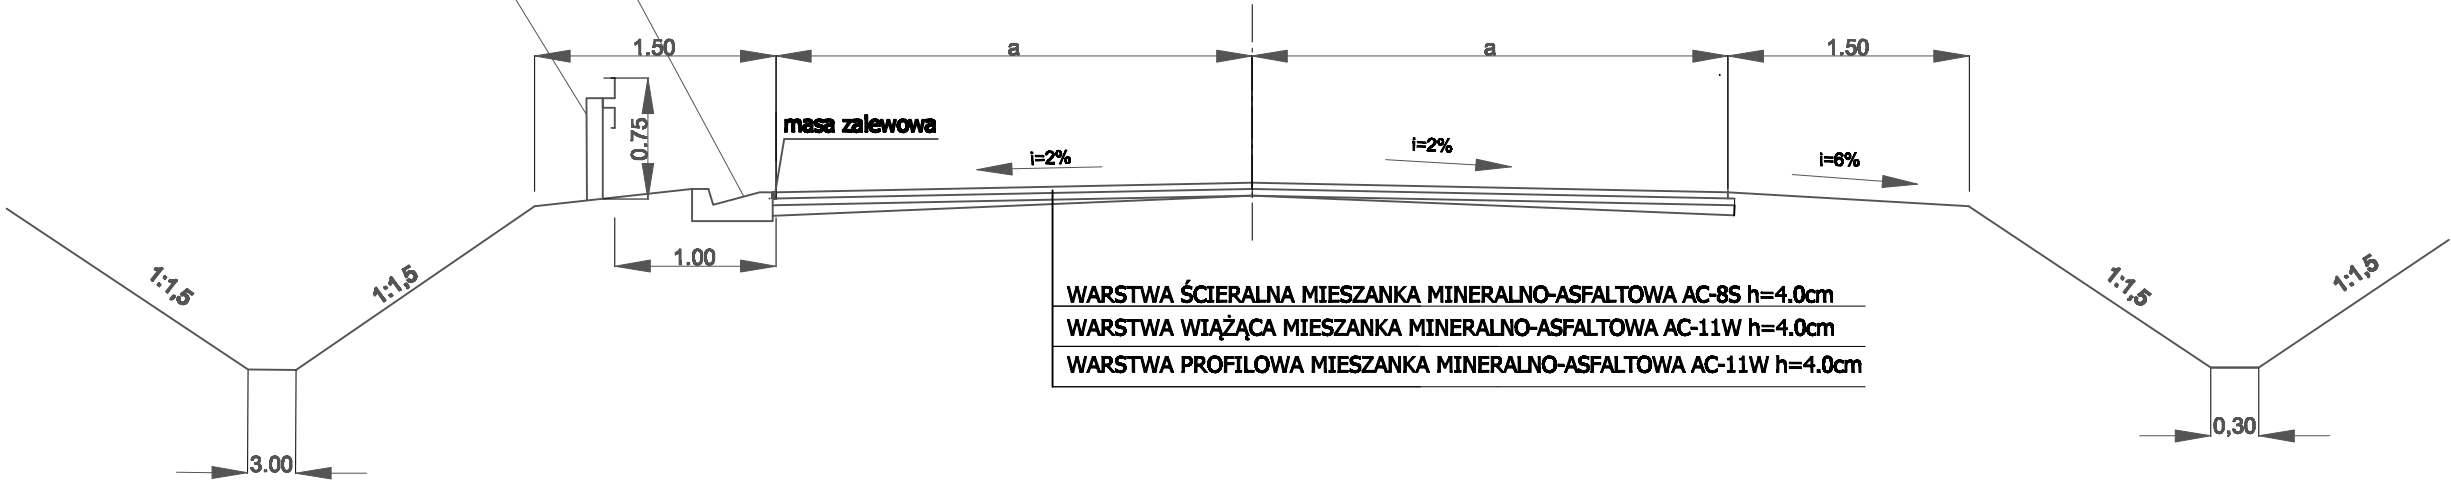 1.50 a a 1.50
0.75
masa zalewowa
i=2% i=2% i=6%
1.00
1:1,5 1:1,5 1:1,5 1:1,5
WARSTWA ŚCIERALNA MIESZANKA MINERALNO-ASFALTOWA AC-8S h=4.0cm
WARSTWA WIĄŻĄCA MIESZANKA MINERALNO-ASFALTOWA AC-11W h=4.0cm
WARSTWA PROFILOWA MIESZANKA MINERALNO-ASFALTOWA AC-11W h=4.0cm
3.00 0,30